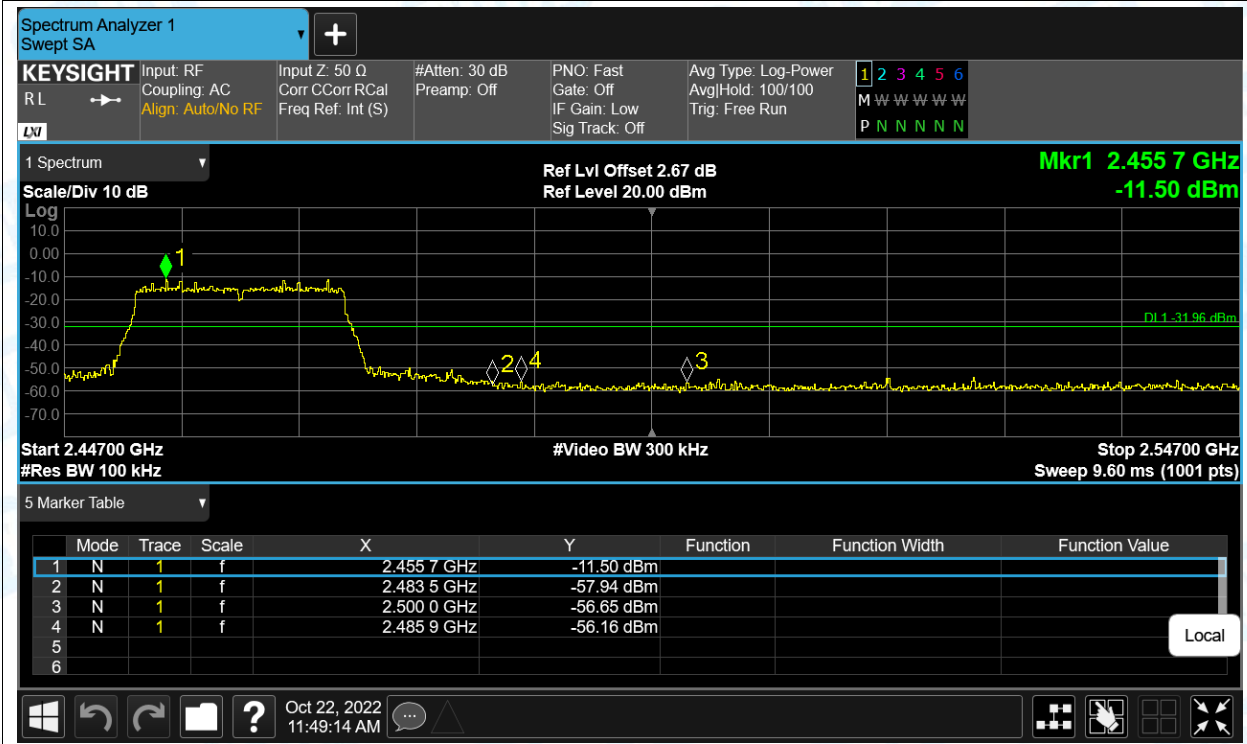 Spectrum Analyzer 1
Swept SA
+
KEYSIGHT
R L
LXI
Input: RF
Coupling: AC
Align: Auto/No RF
Input Z: 50 Ω
Corr CCorr RCal
Freq Ref: Int (S)
#Atten: 30 dB
Preamp: Off
PNO: Fast
Gate: Off
IF Gain: Low
Sig Track: Off
Avg Type: Log-Power
Avg|Hold: 100/100
Trig: Free Run
1 2 3 4 5 6
M W W W W W
P N N N N N
1 Spectrum
Scale/Div 10 dB
Ref Lvl Offset 2.67 dB
Ref Level 20.00 dBm
Mkr1 2.455 7 GHz
-11.50 dBm
Log
10.0
0.00
-10.0
-20.0
-30.0
-40.0
-50.0
-60.0
-70.0
1
2
4
3
DL1 -31.96 dBm
Start 2.44700 GHz
#Res BW 100 kHz
#Video BW 300 kHz
Stop 2.54700 GHz
Sweep 9.60 ms (1001 pts)
5 Marker Table
Mode Trace Scale X Y Function Function Width Function Value
1 N 1 f 2.455 7 GHz -11.50 dBm
2 N 1 f 2.483 5 GHz -57.94 dBm
3 N 1 f 2.500 0 GHz -56.65 dBm
4 N 1 f 2.485 9 GHz -56.16 dBm
5
6
Local
?
Oct 22, 2022
11:49:14 AM